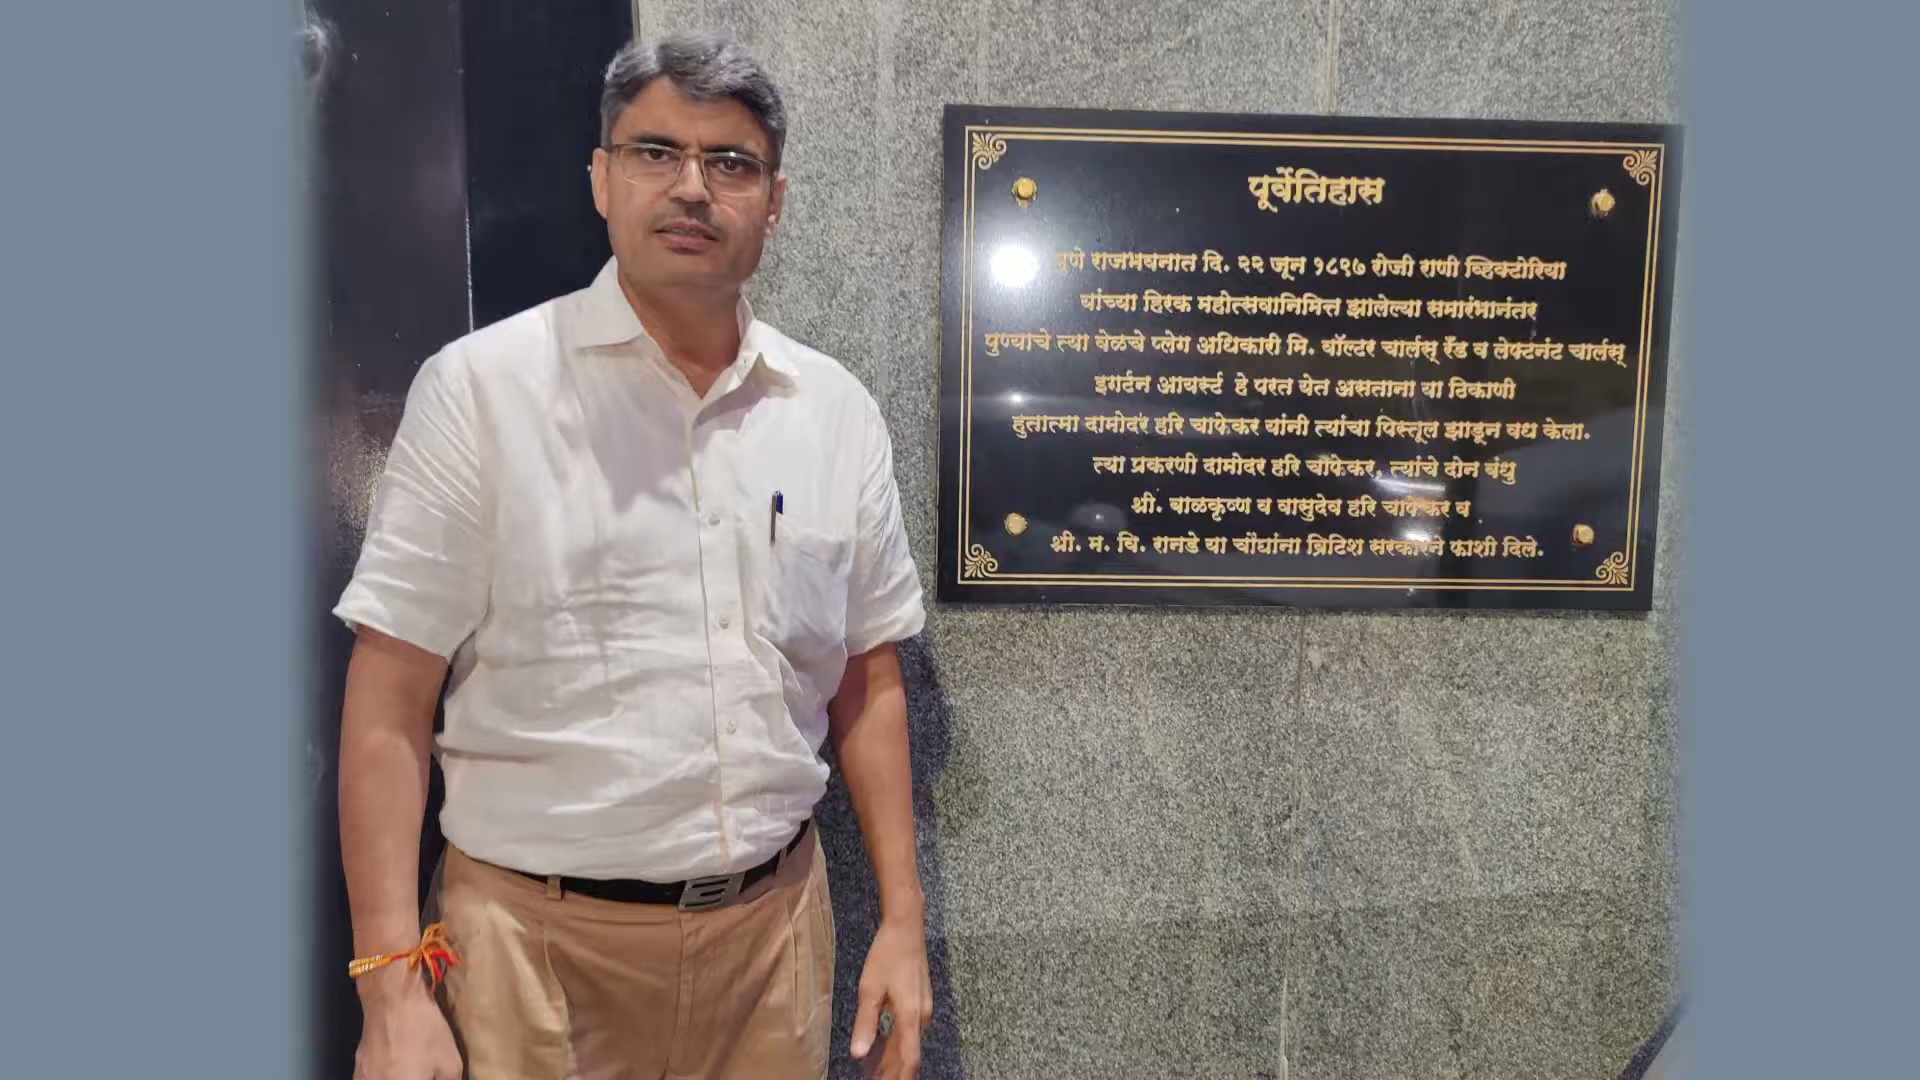 पूर्वेतिहास
पुणे राजभवनात दि. २२ जून १८९७ रोजी राणी व्हिक्टोरिया
यांच्या हिरक महोत्सवानिमित्त झालेल्या समारंभानंतर
पुण्याचे त्या वेळचे प्लेग अधिकारी मि. वॉल्टर चार्लस् रँड व लेफ्टनंट चार्लस्
इगर्टन आयर्स्ट हे परत येत असताना या ठिकाणी
हुतात्मा दामोदर हरि चाफेकर यांनी त्यांचा पिस्तूल झाडून वध केला.
त्या प्रकरणी दामोदर हरि चाफेकर, त्यांचे दोन बंधु
श्री. बाळकृष्ण व वासुदेव हरि चाफेकर व
श्री. म. वि. रानडे या चौघांना ब्रिटिश सरकारने फाशी दिले.